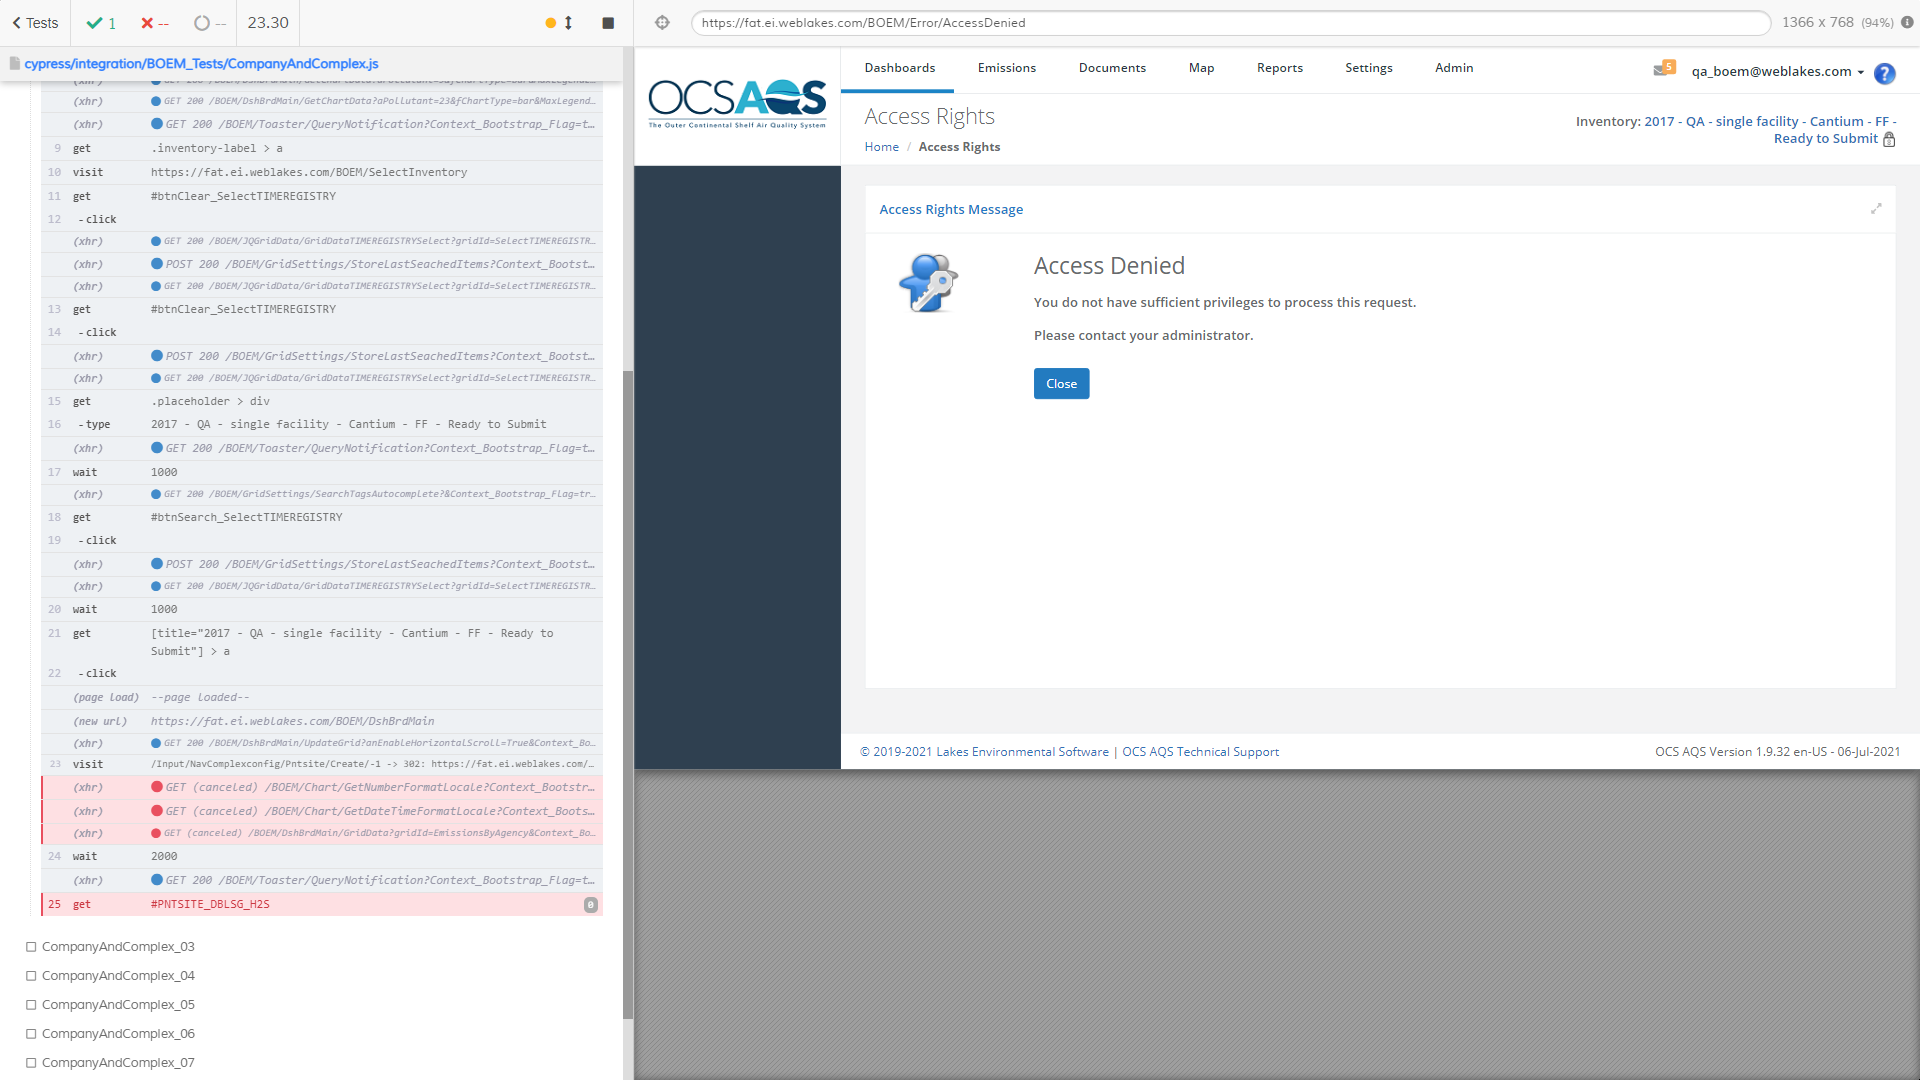 Tests
1
--
--
23.30
https://fat.ei.weblakes.com/BOEM/Error/AccessDenied
1366 x 768 (94%)
cypress/integration/BOEM_Tests/CompanyAndComplex.js
(xhr) GET 200 /BOEM/DshBrdMain/GetChartData?aPollutant=23&fChartType=bar&MaxLegend…
(xhr) GET 200 /BOEM/Toaster/QueryNotification?Context_Bootstrap_Flag=t…
9 get .inventory-label > a
10 visit https://fat.ei.weblakes.com/BOEM/SelectInventory
11 get #btnClear_SelectTIMEREGISTRY
12 -click
(xhr) GET 200 /BOEM/JQGridData/GridDataTIMEREGISTRYSelect?gridId=SelectTIMEREGISTR…
(xhr) POST 200 /BOEM/GridSettings/StoreLastSeachedItems?Context_Bootst…
(xhr) GET 200 /BOEM/JQGridData/GridDataTIMEREGISTRYSelect?gridId=SelectTIMEREGISTR…
13 get #btnClear_SelectTIMEREGISTRY
14 -click
(xhr) POST 200 /BOEM/GridSettings/StoreLastSeachedItems?Context_Bootst…
(xhr) GET 200 /BOEM/JQGridData/GridDataTIMEREGISTRYSelect?gridId=SelectTIMEREGISTR…
15 get .placeholder > div
16 -type 2017 - QA - single facility - Cantium - FF - Ready to Submit
(xhr) GET 200 /BOEM/Toaster/QueryNotification?Context_Bootstrap_Flag=t…
17 wait 1000
(xhr) GET 200 /BOEM/GridSettings/SearchTagsAutocomplete?&Context_Bootstrap_Flag=tr…
18 get #btnSearch_SelectTIMEREGISTRY
19 -click
(xhr) POST 200 /BOEM/GridSettings/StoreLastSeachedItems?Context_Bootst…
(xhr) GET 200 /BOEM/JQGridData/GridDataTIMEREGISTRYSelect?gridId=SelectTIMEREGISTR…
20 wait 1000
21 get [title="2017 - QA - single facility - Cantium - FF - Ready to
Submit"] > a
22 -click
(page load) --page loaded--
(new url) https://fat.ei.weblakes.com/BOEM/DshBrdMain
(xhr) GET 200 /BOEM/DshBrdMain/UpdateGrid?anEnableHorizontalScroll=True&Context_Bo…
23 visit /Input/NavComplexconfig/Pntsite/Create/-1 -> 302: https://fat.ei.weblakes.com/…
(xhr) GET (canceled) /BOEM/Chart/GetNumberFormatLocale?Context_Bootstr…
(xhr) GET (canceled) /BOEM/Chart/GetDateTimeFormatLocale?Context_Boots…
(xhr) GET (canceled) /BOEM/DshBrdMain/GridData?gridId=EmissionsByAgency&Context_Bo…
24 wait 2000
(xhr) GET 200 /BOEM/Toaster/QueryNotification?Context_Bootstrap_Flag=t…
25 get #PNTSITE_DBLSG_H2S 0
CompanyAndComplex_03
CompanyAndComplex_04
CompanyAndComplex_05
CompanyAndComplex_06
CompanyAndComplex_07
OCSAQS
The Outer Continental Shelf Air Quality System
Dashboards Emissions Documents Map Reports Settings Admin
5
qa_boem@weblakes.com
?
Access Rights
Home / Access Rights
Inventory: 2017 - QA - single facility - Cantium - FF -
Ready to Submit
Access Rights Message
Access Denied
You do not have sufficient privileges to process this request.
Please contact your administrator.
Close
© 2019-2021 Lakes Environmental Software | OCS AQS Technical Support
OCS AQS Version 1.9.32 en-US - 06-Jul-2021